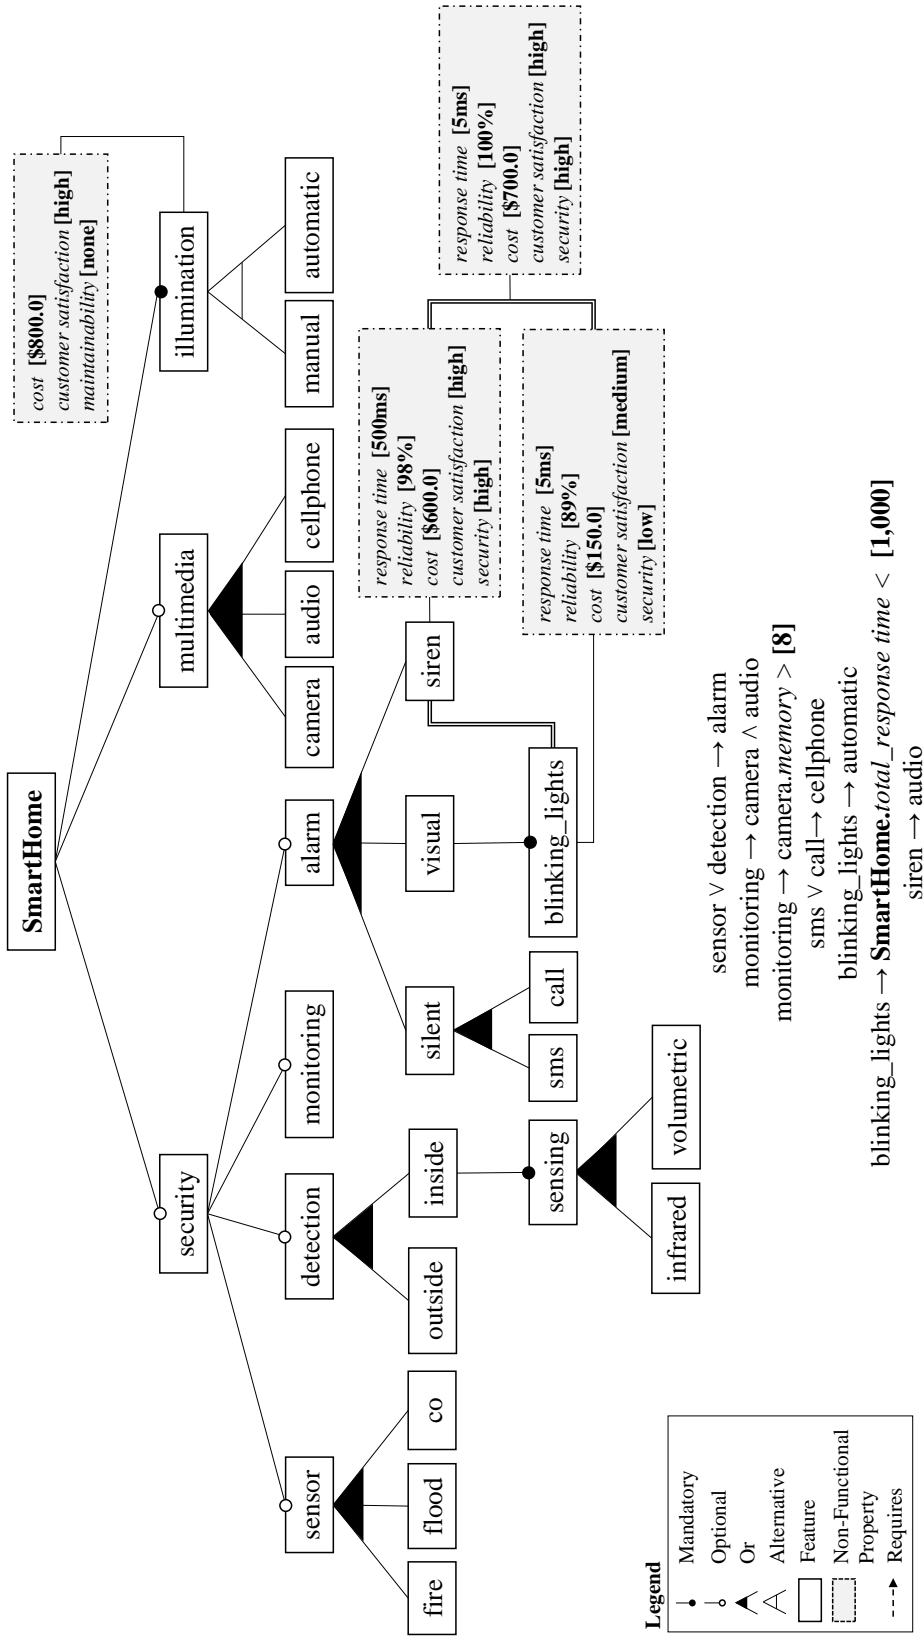 SmartHome
cost [$800.0]
customer satisfaction [high]
maintainability [none]
security
multimedia
illumination
sensor
detection
monitoring
alarm
camera
audio
cellphone
manual
automatic
fire
flood
co
outside
inside
silent
visual
siren
sensing
sms
call
blinking_lights
infrared
volumetric
response time [500ms]
reliability [98%]
cost [$600.0]
customer satisfaction [high]
security [high]
response time [5ms]
reliability [89%]
cost [$150.0]
customer satisfaction [medium]
security [low]
response time [5ms]
reliability [100%]
cost [$700.0]
customer satisfaction [high]
security [high]
sensor ∨ detection → alarm
monitoring → camera ∧ audio
monitoring → camera.memory > [8]
sms ∨ call→ cellphone
blinking_lights → automatic
blinking_lights → SmartHome.total_response time < [1,000]
siren → audio
Legend
Mandatory
Optional
Or
Alternative
Feature
Non-Functional
Property
Requires